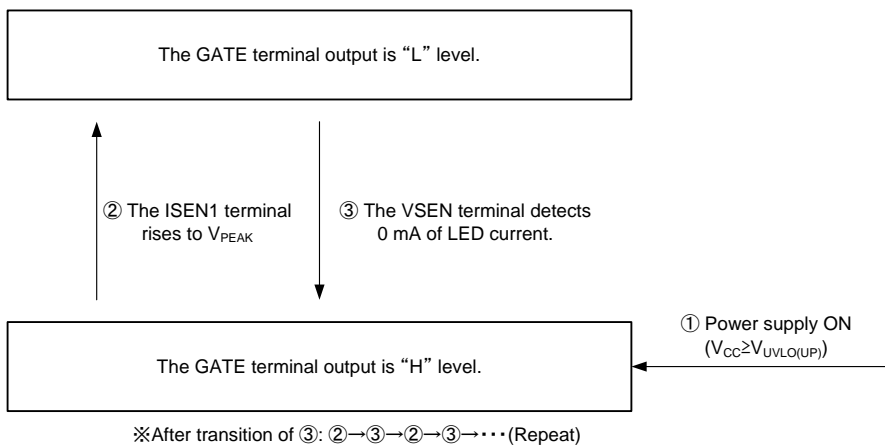 The GATE terminal output is “L” level.
② The ISEN1 terminal
rises to VPEAK
③ The VSEN terminal detects
0 mA of LED current.
① Power supply ON
(VCC≥VUVLO(UP))
The GATE terminal output is “H” level.
※After transition of ③: ②→③→②→③→・・・(Repeat)